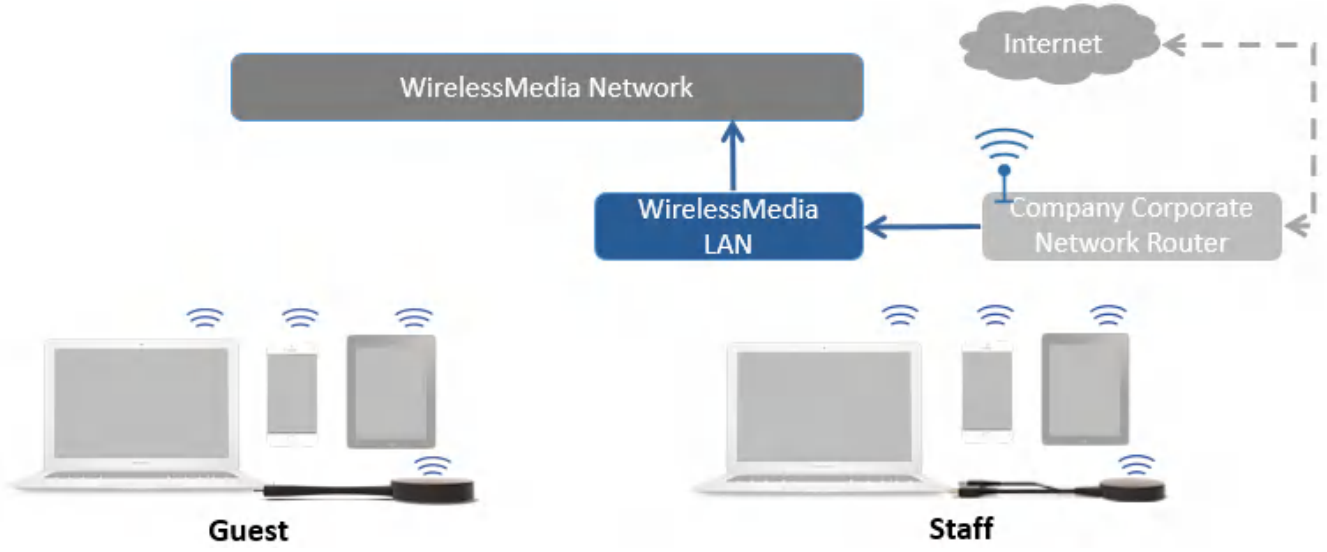 Internet
WirelessMedia Network
WirelessMedia
LAN
Company Corporate
Network Router
Guest
Staff